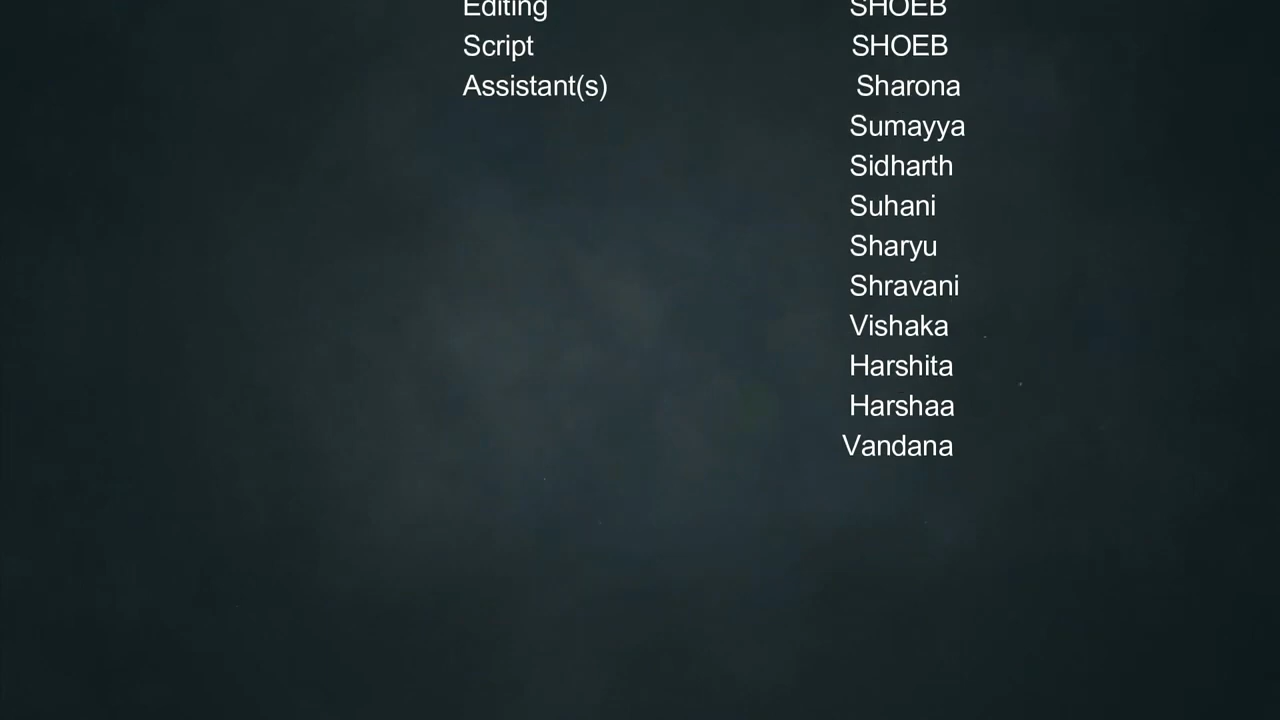 Editing SHOEB
Script SHOEB
Assistant(s) Sharona
Sumayya
Sidharth
Suhani
Sharyu
Shravani
Vishaka
Harshita
Harshaa
Vandana